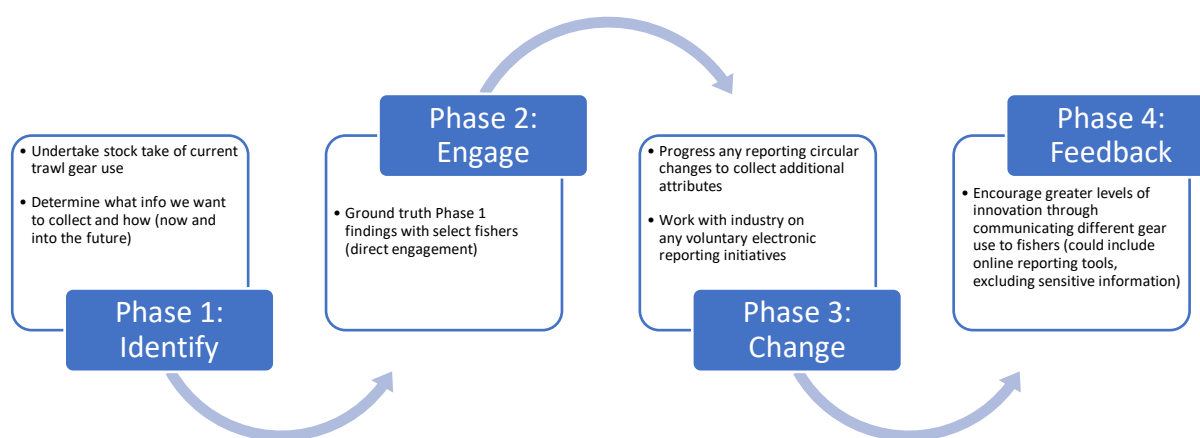 • Undertake stock take of current
trawl gear use
• Determine what info we want
to collect and how (now and
into the future)
Phase 1:
Identify
Phase 2:
Engage
• Ground truth Phase 1
findings with select fishers
(direct engagement)
• Progress any reporting circular
changes to collect additional
attributes
• Work with industry on
any voluntary electronic
reporting initiatives
Phase 3:
Change
Phase 4:
Feedback
• Encourage greater levels of
innovation through
communicating different gear
use to fishers (could include
online reporting tools,
excluding sensitive information)